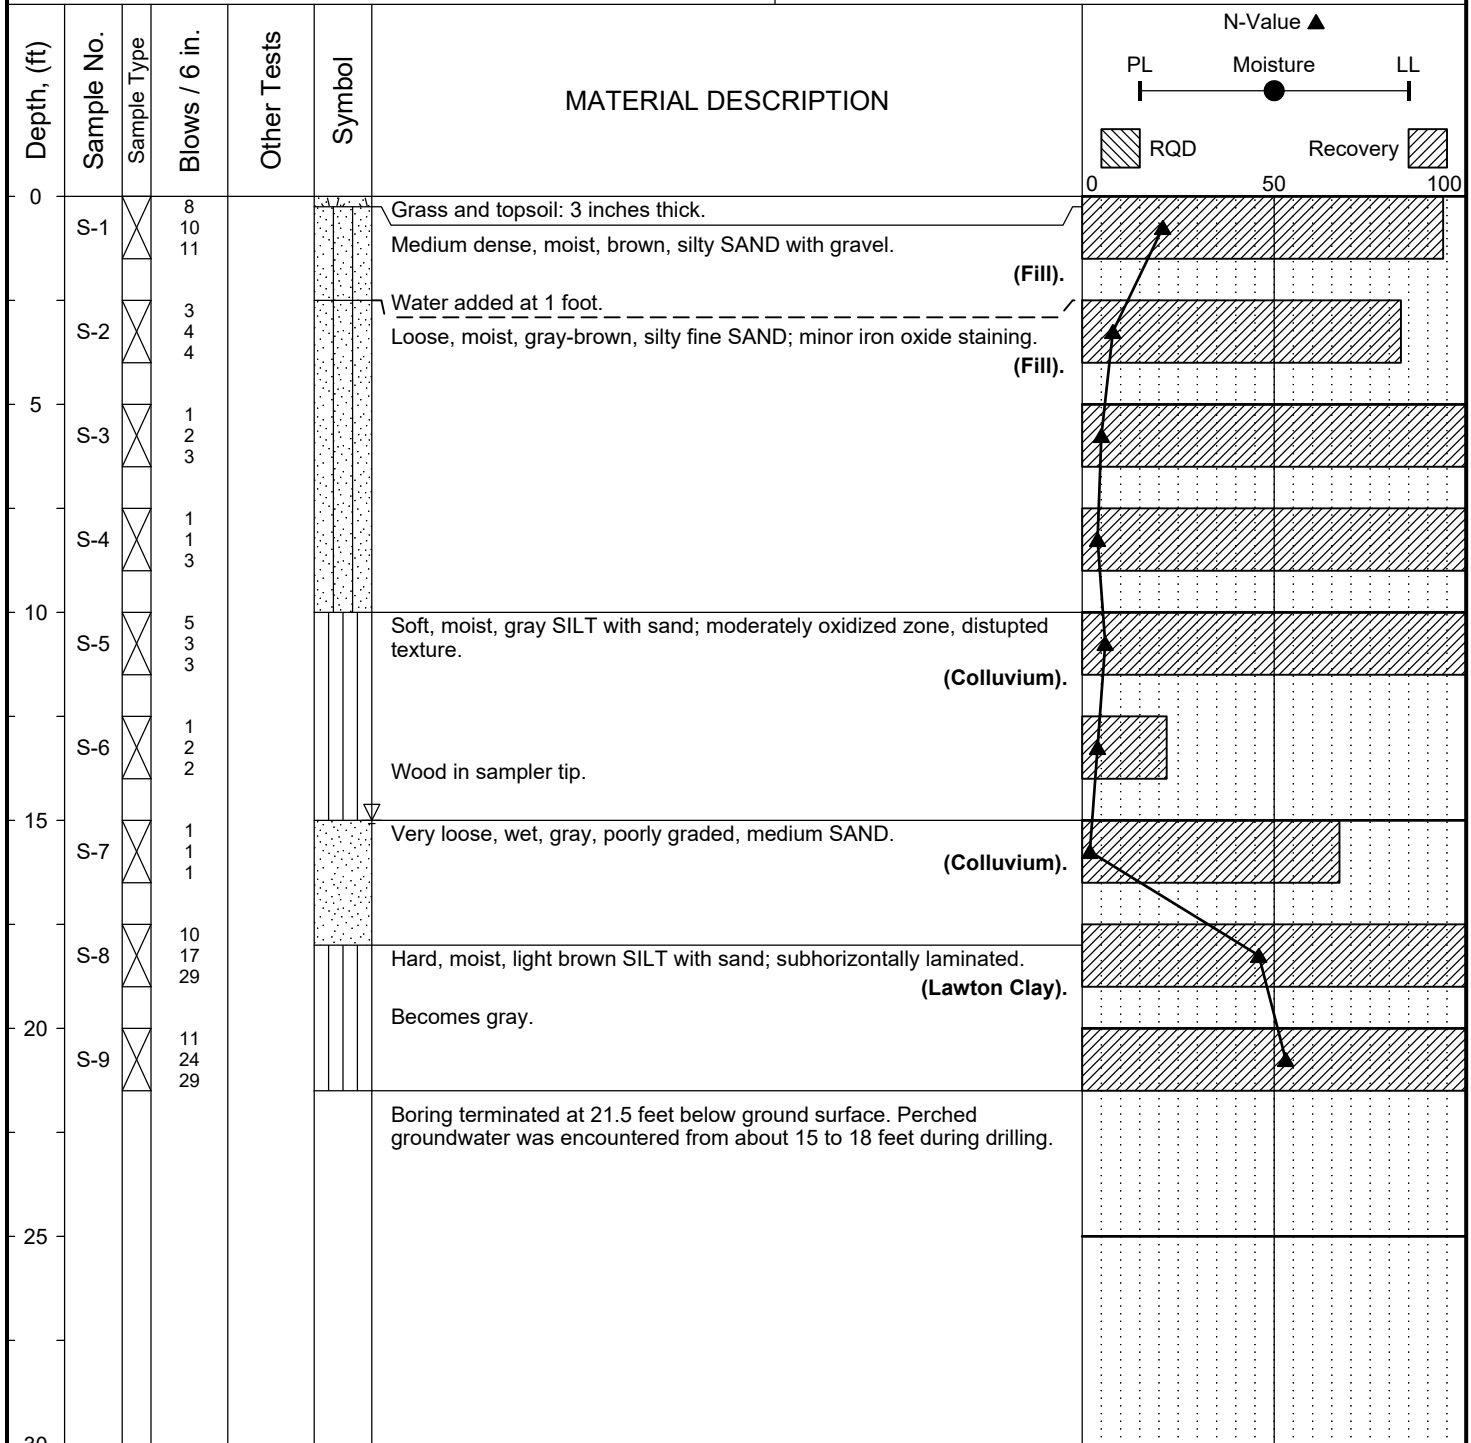 Depth, (ft)
Sample No.
Sample Type
Blows / 6 in.
Other Tests
Symbol
MATERIAL DESCRIPTION
N-Value
PL Moisture LL
RQD Recovery
0 50 100
0
S-1
8
10
11
Grass and topsoil: 3 inches thick.
Medium dense, moist, brown, silty SAND with gravel.
(Fill).
Water added at 1 foot.
S-2
3
4
4
Loose, moist, gray-brown, silty fine SAND; minor iron oxide staining.
(Fill).
5
S-3
1
2
3
S-4
1
1
3
10
S-5
5
3
3
Soft, moist, gray SILT with sand; moderately oxidized zone, distupted
texture.
(Colluvium).
S-6
1
2
2
Wood in sampler tip.
15
S-7
1
1
1
Very loose, wet, gray, poorly graded, medium SAND.
(Colluvium).
S-8
10
17
29
Hard, moist, light brown SILT with sand; subhorizontally laminated.
(Lawton Clay).
Becomes gray.
20
S-9
11
24
29
Boring terminated at 21.5 feet below ground surface. Perched
groundwater was encountered from about 15 to 18 feet during drilling.
25
30